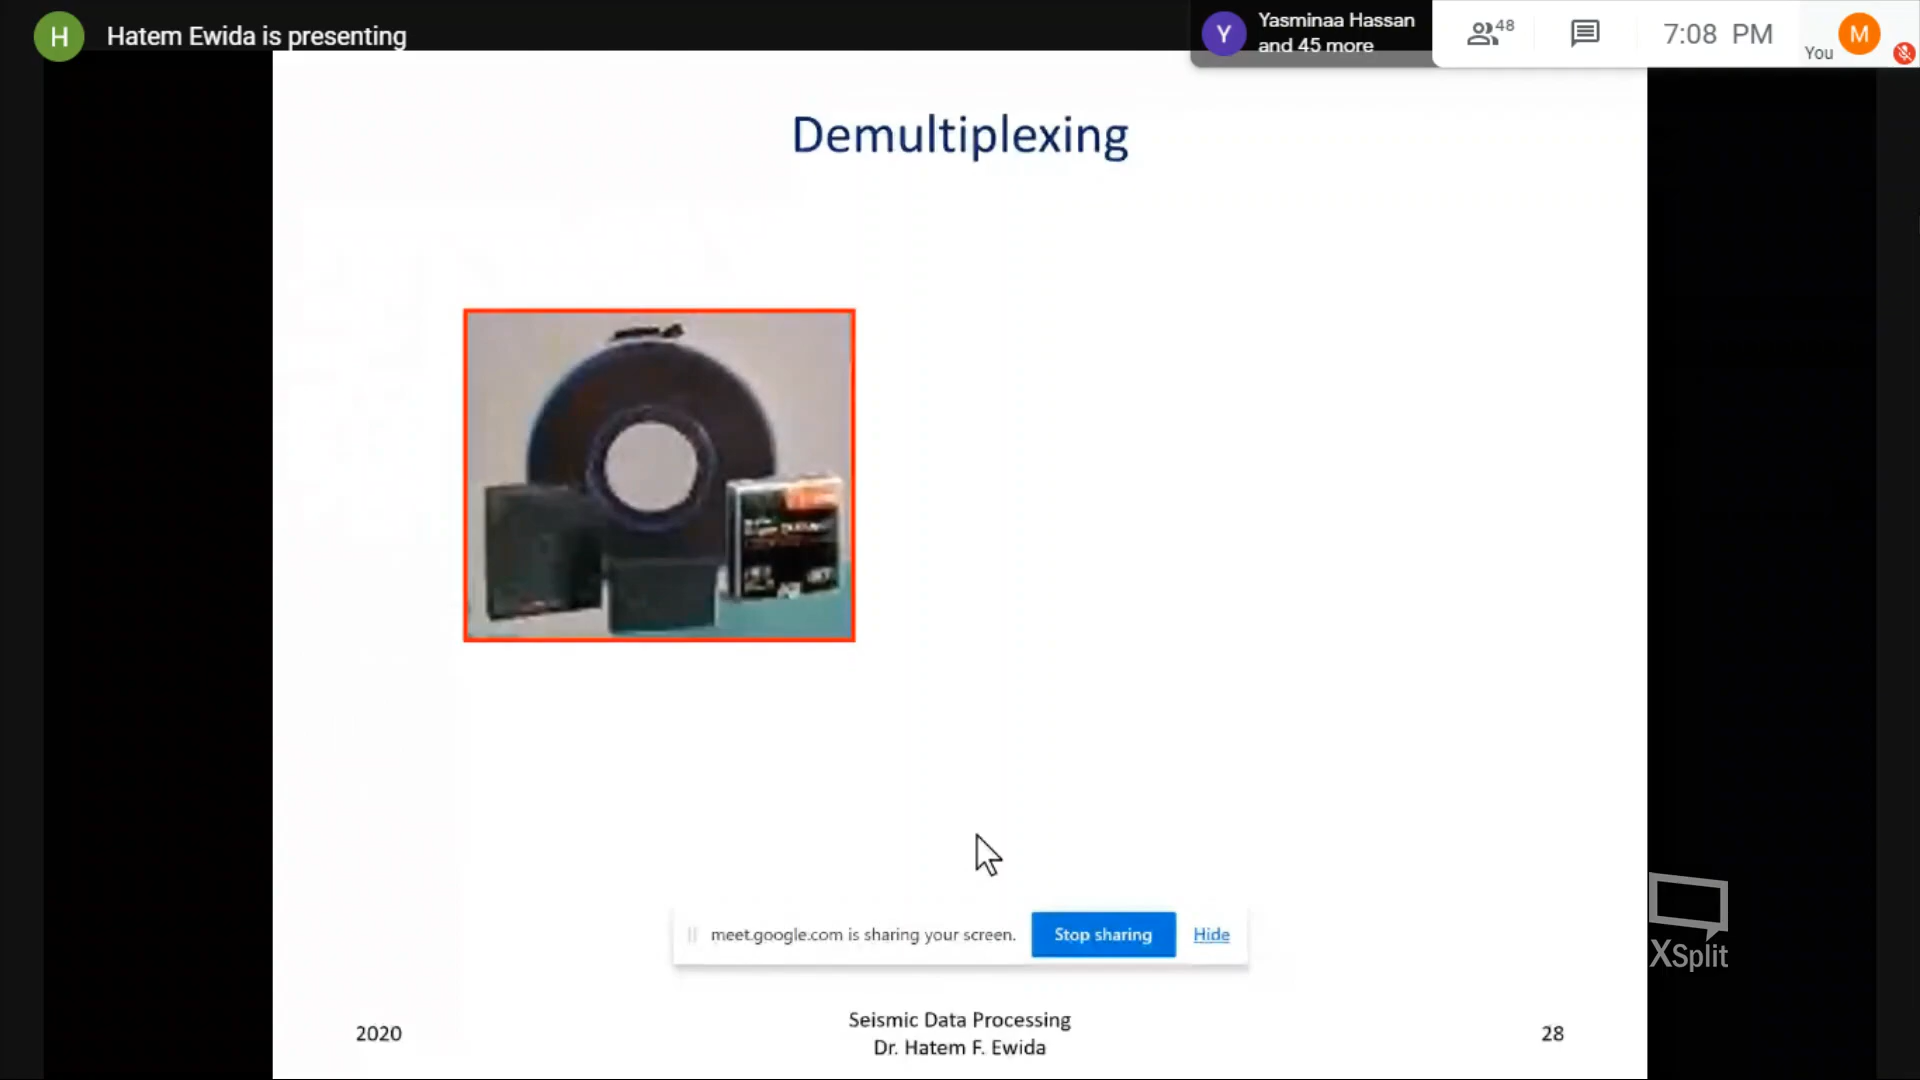 H
Hatem Ewida is presenting
Y
Yasminaa Hassan
and 45 more
48
7:08 PM
You
M
Demultiplexing
meet.google.com is sharing your screen.
Stop sharing
Hide
XSplit
2020
Seismic Data Processing
Dr. Hatem F. Ewida
28